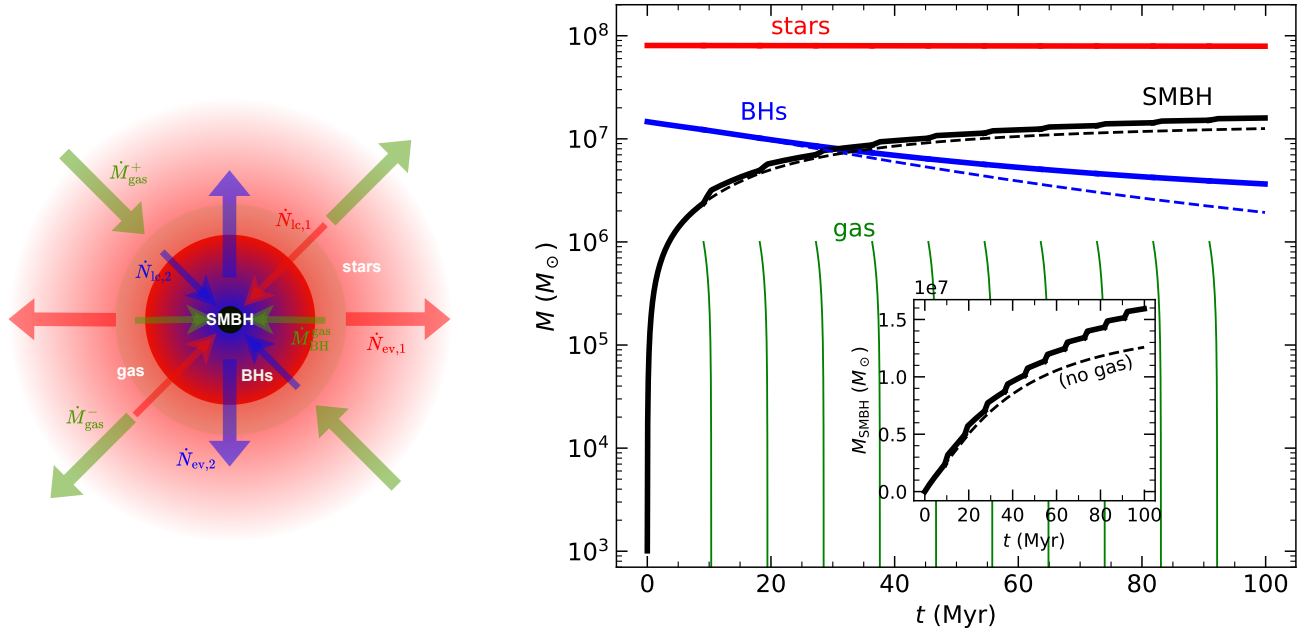 Ṁ⁺gas
Ṅlc,1
Ṅlc,2
stars
SMBH
ṀgasBH
Ṅev,1
gas
BHs
Ṁ⁻gas
Ṅev,2
stars
BHs
SMBH
gas
M (M⊙)
10⁸
10⁷
10⁶
10⁵
10⁴
10³
0 20 40 60 80 100
t (Myr)
1e7
1.5
1.0
0.5
0.0
MSMBH (M⊙)
(no gas)
0 20 40 60 80 100
t (Myr)